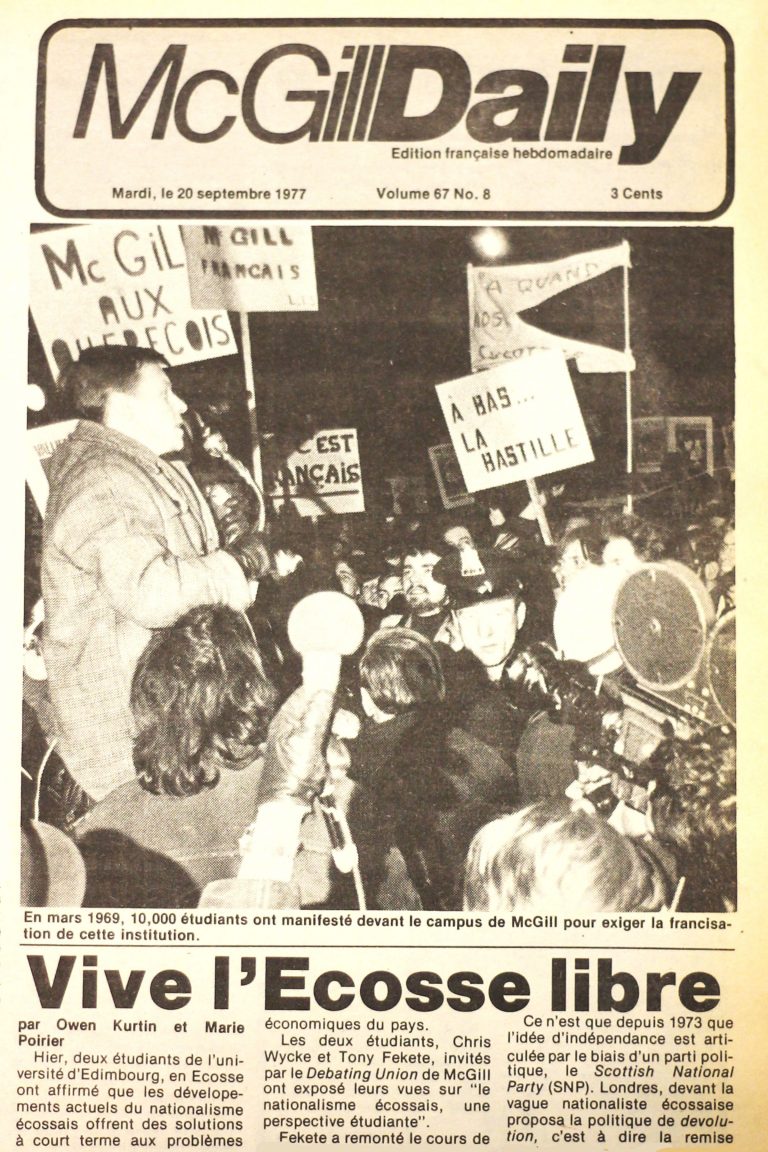 McGill Daily
Edition française hebdomadaire
Mardi, le 20 septembre 1977 Volume 67 No. 8 3 Cents
Mc GILL
AUX
QUEBECOIS
McGILL
FRANCAIS
A QUAND
NOS
C'EST
FRANÇAIS
À BAS...
LA
BASTILLE
En mars 1969, 10,000 étudiants ont manifesté devant le campus de McGill pour exiger la francisa-
tion de cette institution.
Vive l'Ecosse libre
par Owen Kurtin et Marie
Poirier
Hier, deux étudiants de l'uni-
versité d'Edimbourg, en Ecosse
ont affirmé que les dévelope-
ments actuels du nationalisme
écossais offrent des solutions
à court terme aux problèmes
économiques du pays.
Les deux étudiants, Chris
Wycke et Tony Fekete, invités
par le Debating Union de McGill
ont exposé leurs vues sur "le
nationalisme écossais, une
perspective étudiante".
Fekete a remonté le cours de
Ce n'est que depuis 1973 que
l'idée d'indépendance est arti-
culée par le biais d'un parti poli-
tique, le Scottish National
Party (SNP). Londres, devant la
vague nationaliste écossaise
proposa la politique de devolu-
tion, c'est à dire la remise